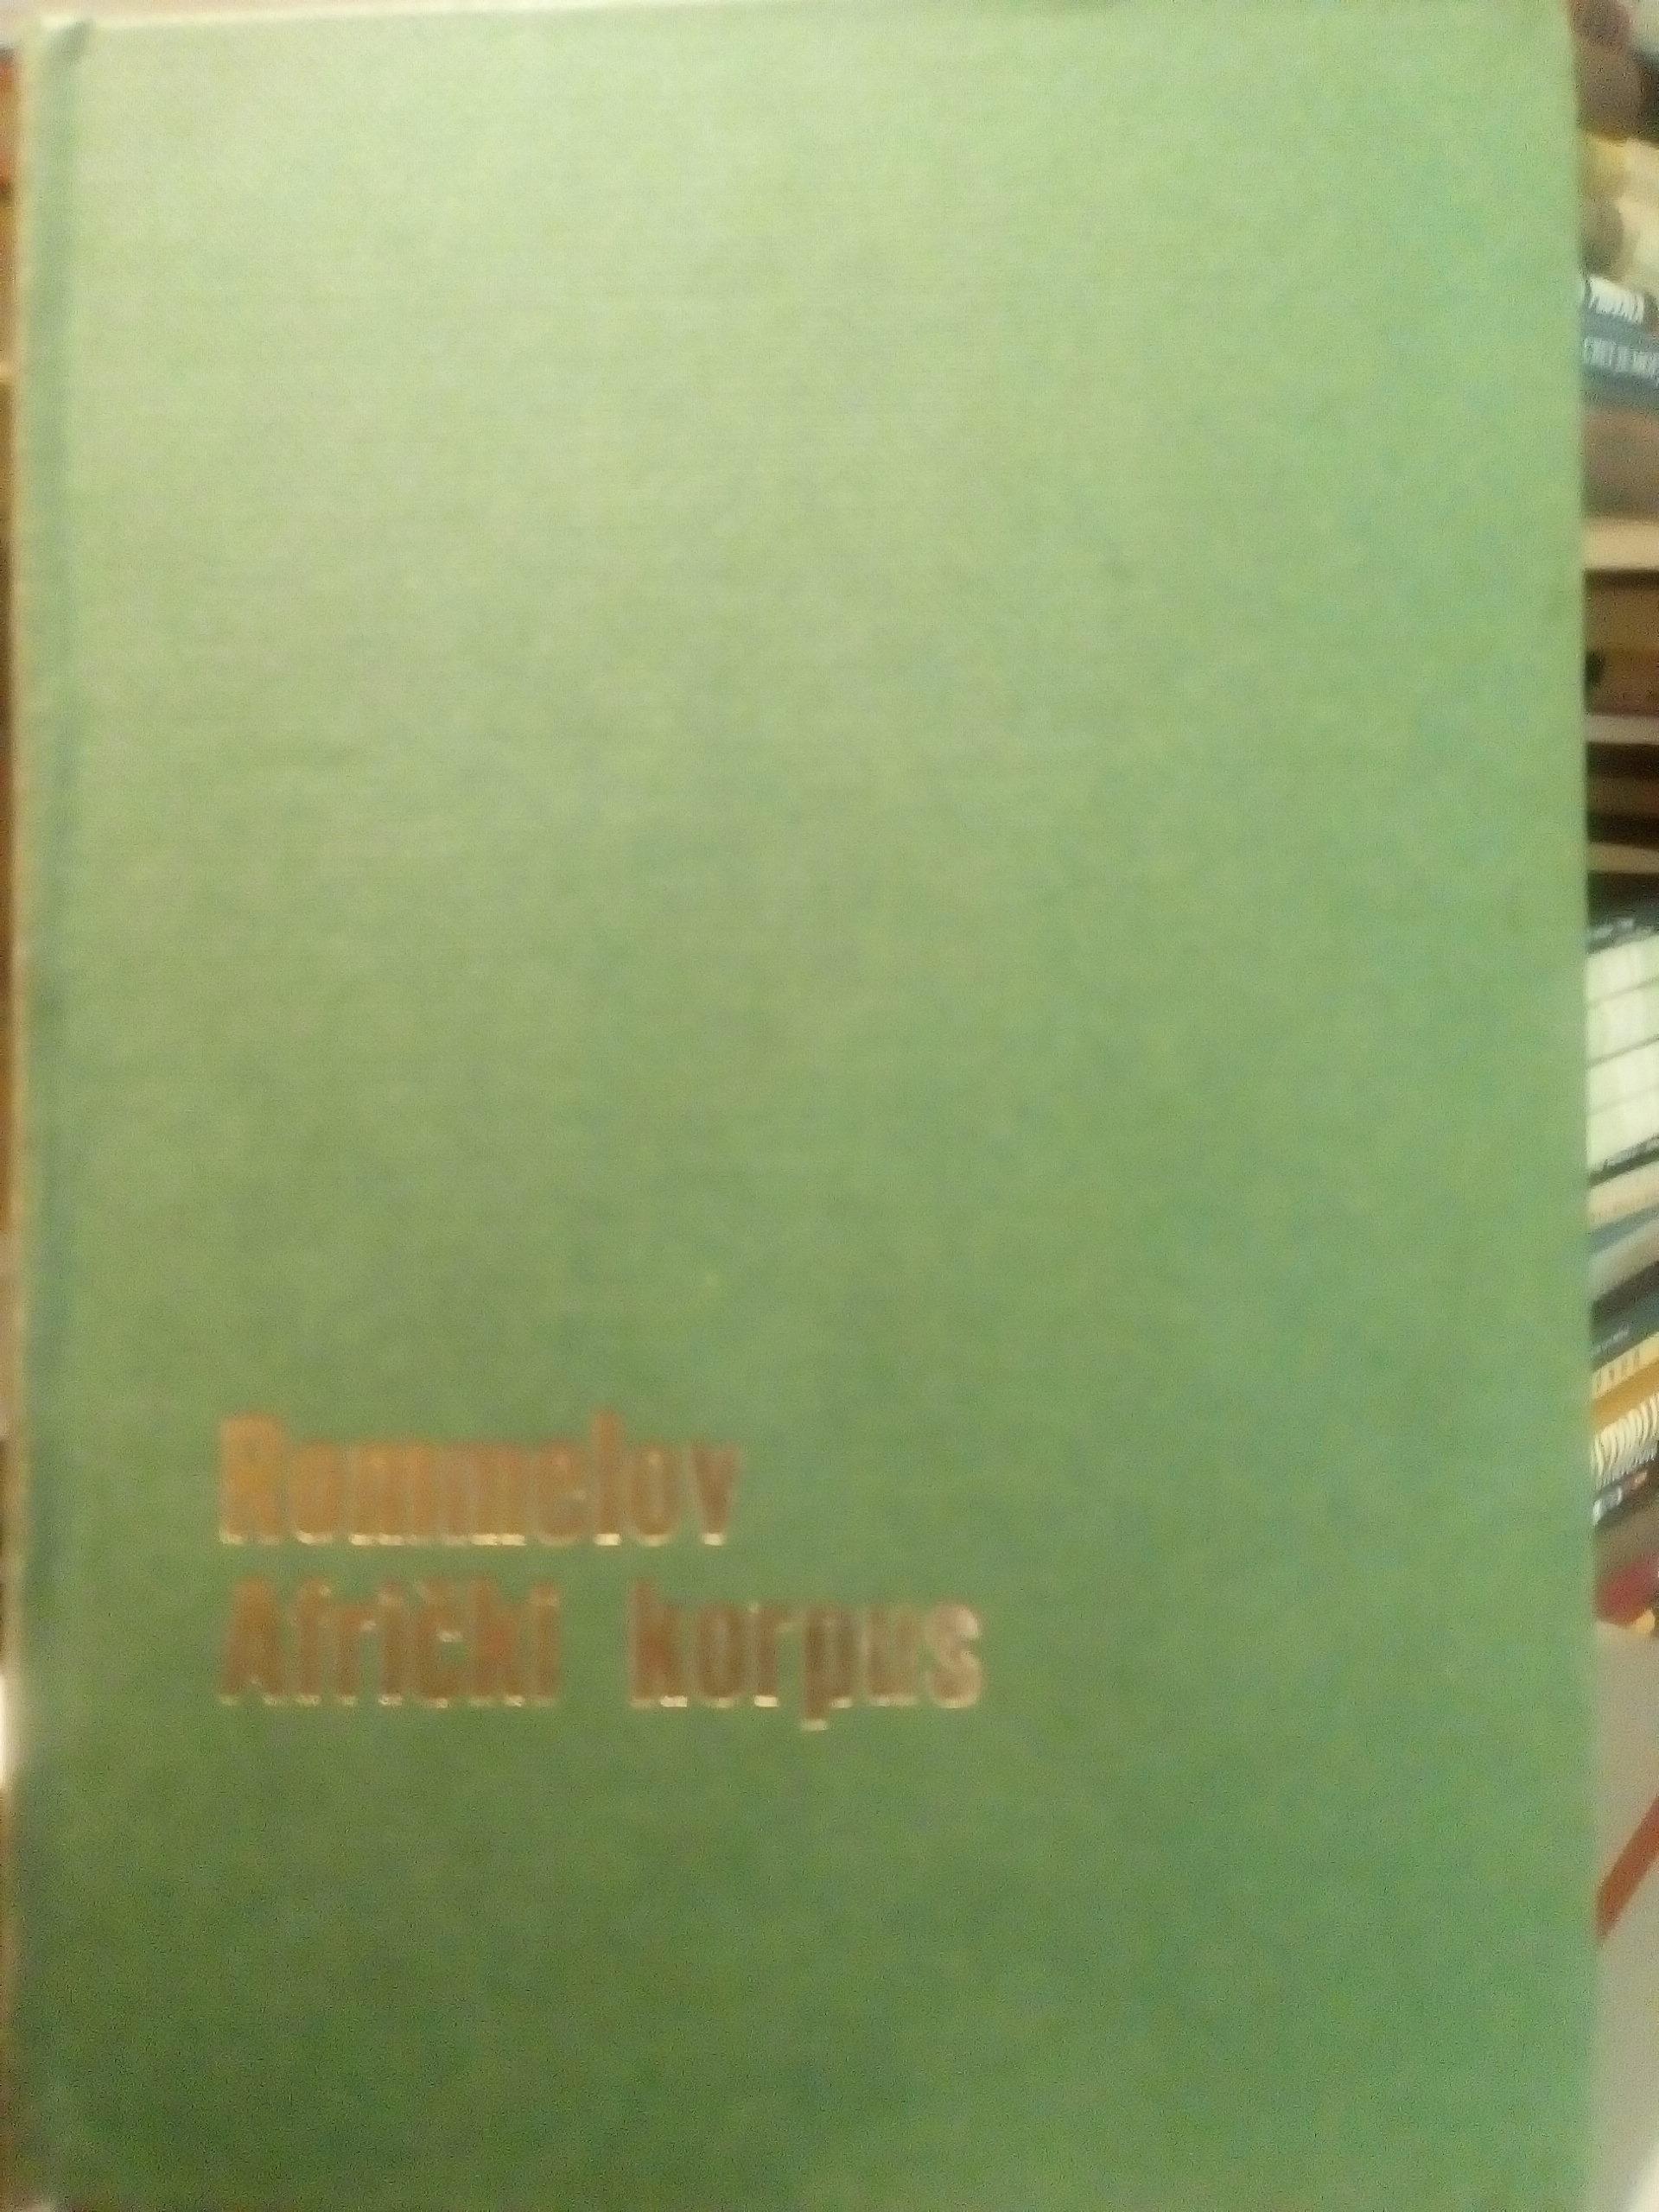 Rommelov
Afrički korpus